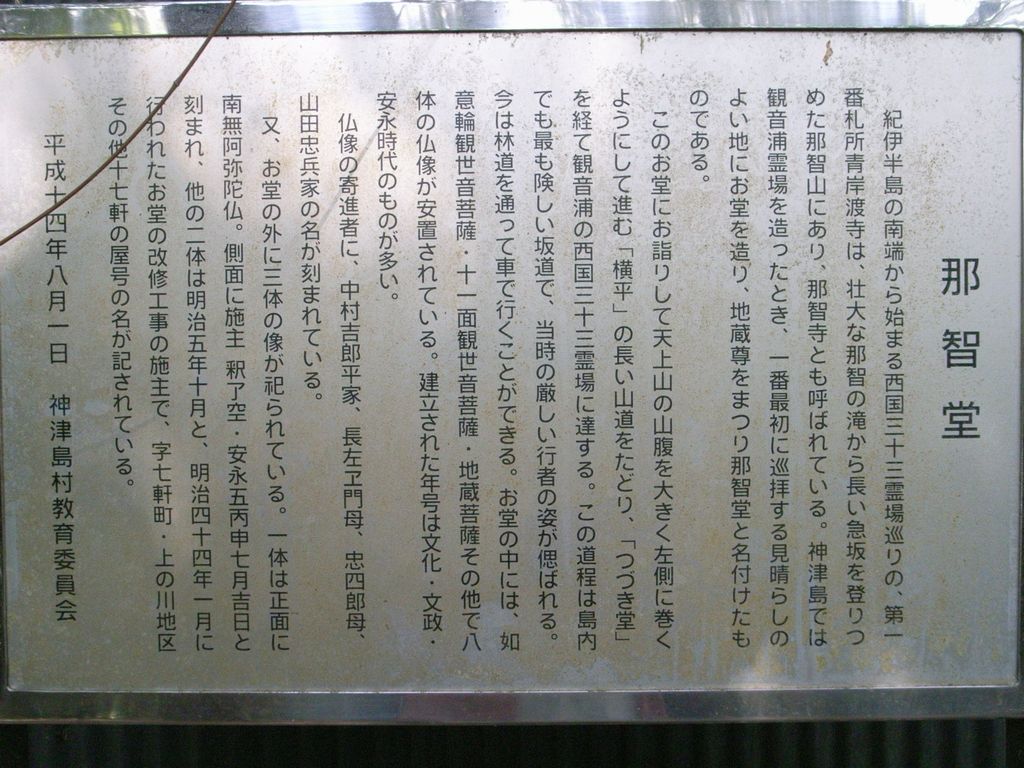 那智堂
紀伊半島の南端から始まる西国三十三霊場巡りの、第一
番札所青岸渡寺は、壮大な那智の滝から長い急坂を登りつ
めた那智山にあり、那智寺とも呼ばれている。神津島では
観音浦霊場を造ったとき、一番最初に巡拝する見晴らしの
よい地にお堂を造り、地蔵尊をまつり那智堂と名付けたも
のである。
このお堂にお詣りして天上山の山腹を大きく左側に巻く
ようにして進む「横平」の長い山道をたどり、「つづき堂」
を経て観音浦の西国三十三霊場に達する。この道程は島内
でも最も険しい坂道で、当時の厳しい行者の姿が偲ばれる。
今は林道を通って車で行くことができる。お堂の中には、如
意輪観世音菩薩・十一面観世音菩薩・地蔵菩薩その他で八
体の仏像が安置されている。建立された年号は文化・文政・
安永時代のものが多い。
仏像の寄進者に、中村吉郎平家、長左ヱ門母、忠四郎母、
山田忠兵家の名が刻まれている。
又、お堂の外に三体の像が祀られている。一体は正面に
南無阿弥陀仏。側面に施主 釈了空・安永五丙申七月吉日と
刻まれ、他の二体は明治五年十月と、明治四十四年一月に
行われたお堂の改修工事の施主で、字七軒町・上の川地区
その他十七軒の屋号の名が記されている。
平成十四年八月一日 神津島村教育委員会